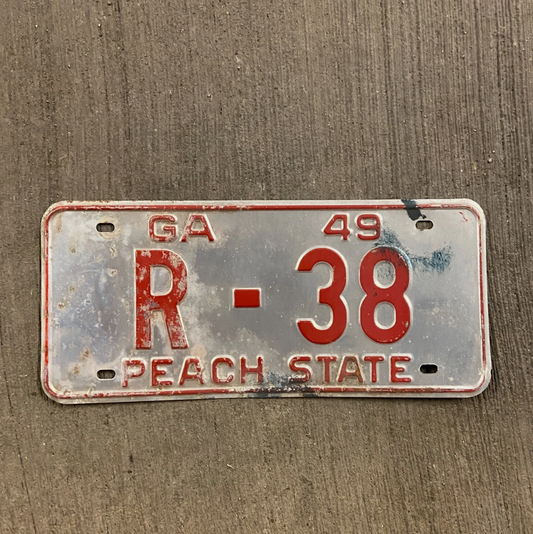 GA 49
R - 38
PEACH STATE